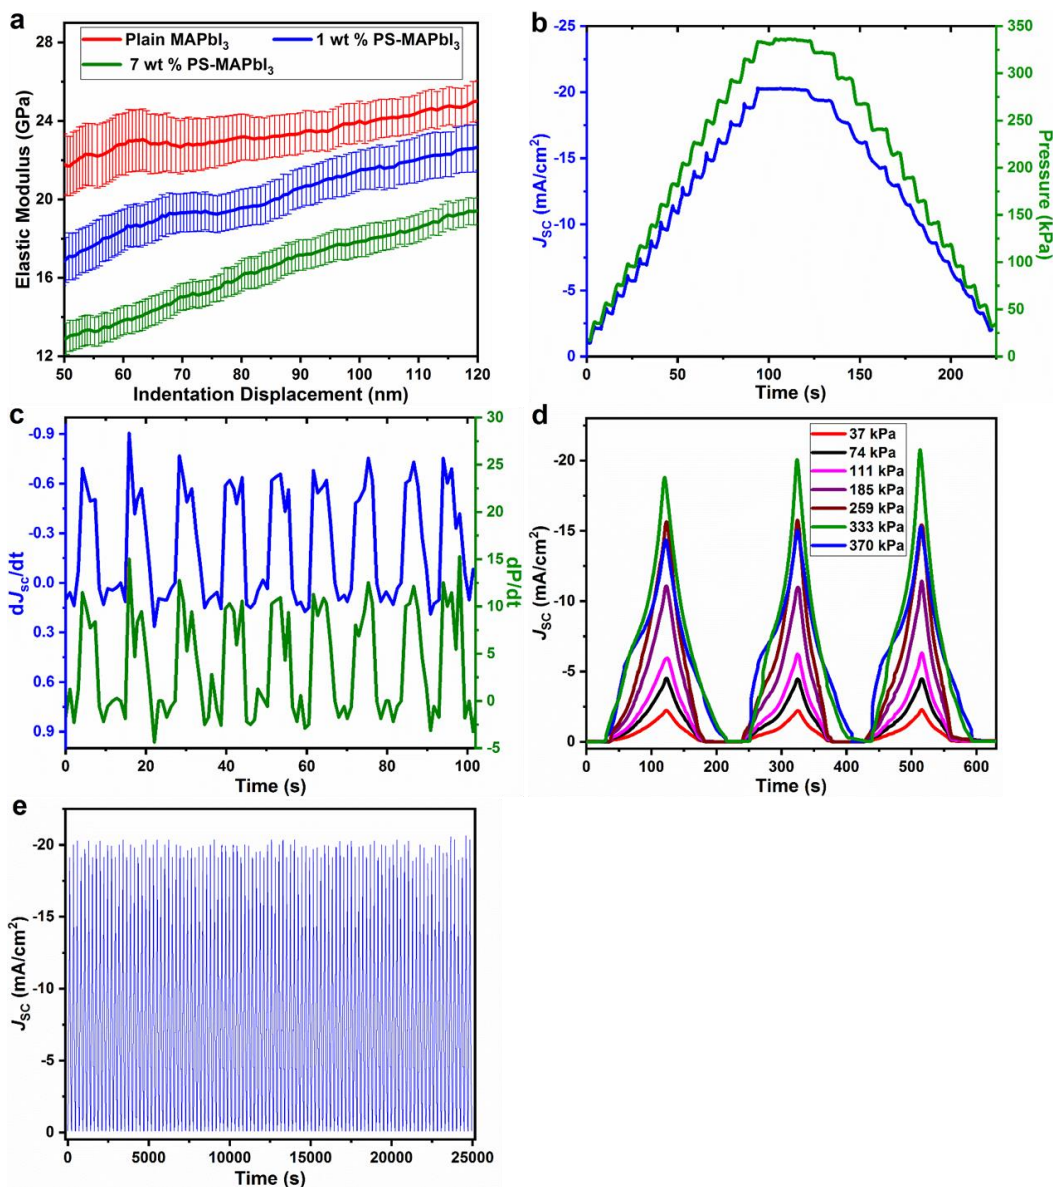 a
Plain MAPbI₃
1 wt % PS-MAPbI₃
7 wt % PS-MAPbI₃
Elastic Modulus (GPa)
28
24
20
16
12
50 60 70 80 90 100 110 120
Indentation Displacement (nm)
b
J_SC (mA/cm²)
-25
-20
-15
-10
-5
0
0 50 100 150 200
Time (s)
350
300
250
200
150
100
50
0
Pressure (kPa)
c
dJ_sc/dt
-0.9
-0.6
-0.3
0.0
0.3
0.6
0.9
0 20 40 60 80 100
Time (s)
30
25
20
15
10
5
0
-5
dP/dt
d
37 kPa
74 kPa
111 kPa
185 kPa
259 kPa
333 kPa
370 kPa
J_SC (mA/cm²)
-20
-15
-10
-5
0
0 100 200 300 400 500 600
Time (s)
e
J_SC (mA/cm²)
-20
-15
-10
-5
0
0 5000 10000 15000 20000 25000
Time (s)